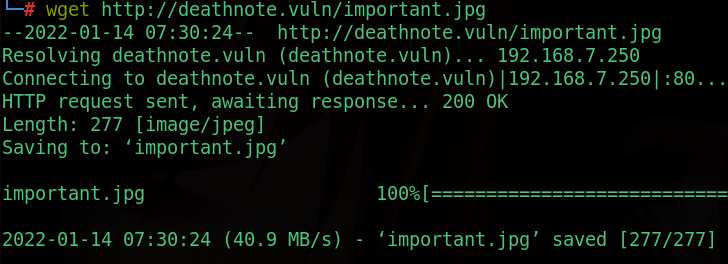 └─# wget http://deathnote.vuln/important.jpg
--2022-01-14 07:30:24--  http://deathnote.vuln/important.jpg
Resolving deathnote.vuln (deathnote.vuln)... 192.168.7.250
Connecting to deathnote.vuln (deathnote.vuln)|192.168.7.250|:80...
HTTP request sent, awaiting response... 200 OK
Length: 277 [image/jpeg]
Saving to: ‘important.jpg’
important.jpg                     100%[===========================
2022-01-14 07:30:24 (40.9 MB/s) - ‘important.jpg’ saved [277/277]